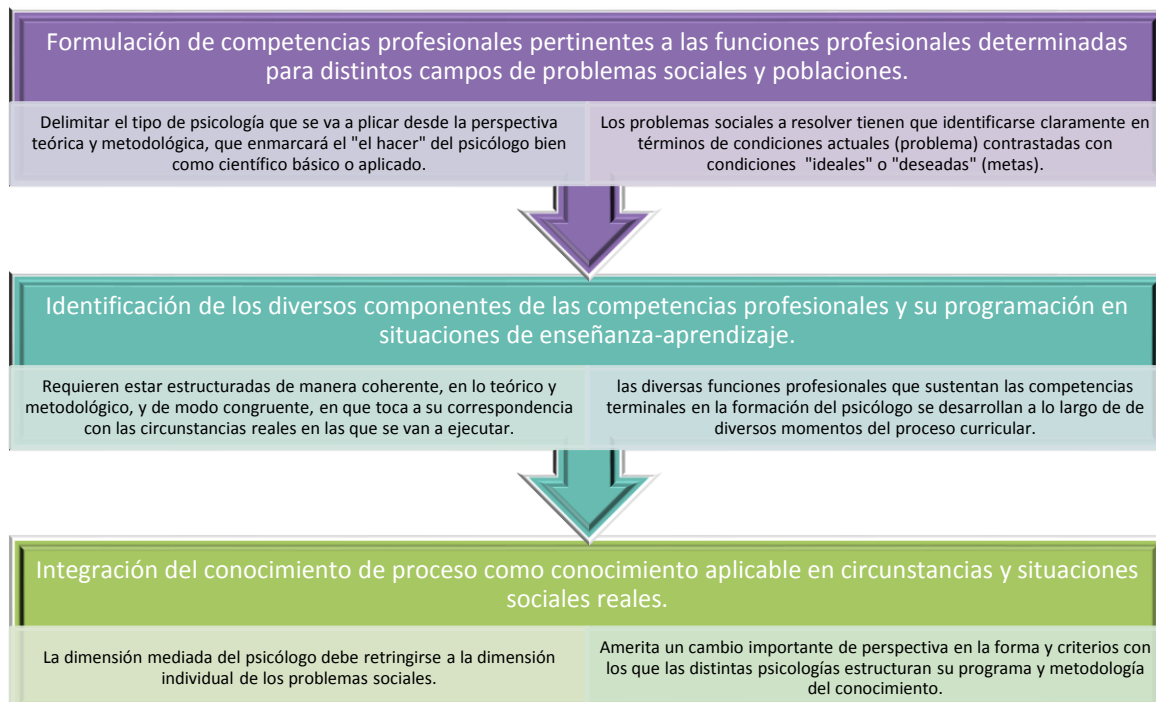 Formulación de competencias profesionales pertinentes a las funciones profesionales determinadas
para distintos campos de problemas sociales y poblaciones.
Delimitar el tipo de psicología que se va a plicar desde la perspectiva
teórica y metodológica, que enmarcará el "el hacer" del psicólogo bien
como científico básico o aplicado.
Los problemas sociales a resolver tienen que identificarse claramente en
términos de condiciones actuales (problema) contrastadas con
condiciones "ideales" o "deseadas" (metas).
Identificación de los diversos componentes de las competencias profesionales y su programación en
situaciones de enseñanza-aprendizaje.
Requieren estar estructuradas de manera coherente, en lo teórico y
metodológico, y de modo congruente, en que toca a su correspondencia
con las circunstancias reales en las que se van a ejecutar.
las diversas funciones profesionales que sustentan las competencias
terminales en la formación del psicólogo se desarrollan a lo largo de de
diversos momentos del proceso curricular.
Integración del conocimiento de proceso como conocimiento aplicable en circunstancias y situaciones
sociales reales.
La dimensión mediada del psicólogo debe retringirse a la dimensión
individual de los problemas sociales.
Amerita un cambio importante de perspectiva en la forma y criterios con
los que las distintas psicologías estructuran su programa y metodología
del conocimiento.